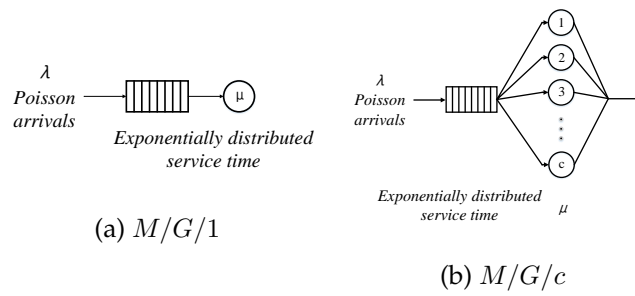 λ
Poisson
arrivals
μ
Exponentially distributed
service time
(a) M/G/1
λ
Poisson
arrivals
1
2
3
c
Exponentially distributed
service time
μ
(b) M/G/c